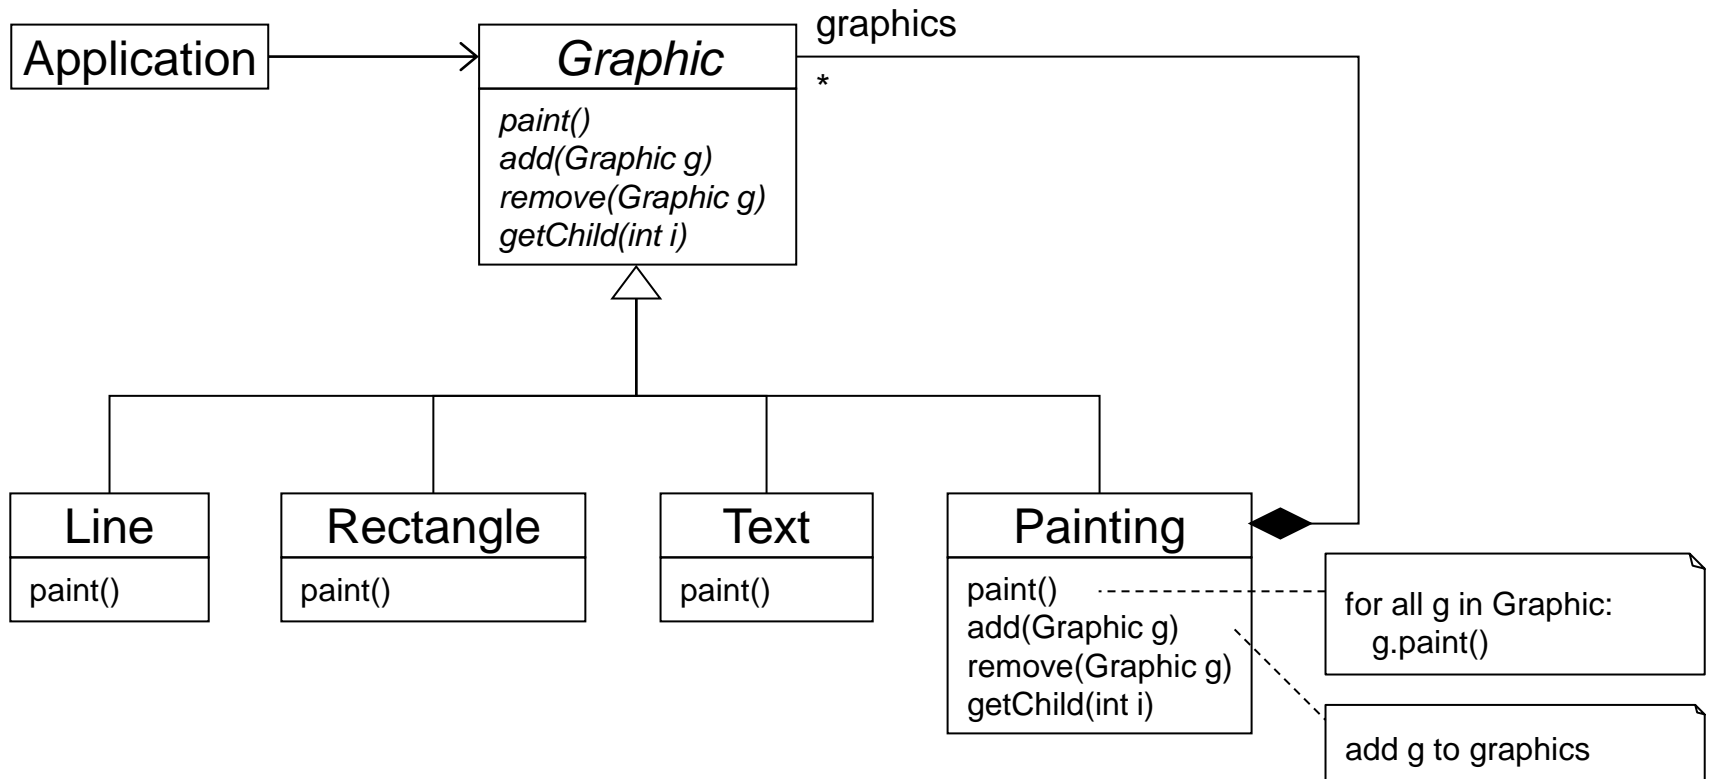 Application
Graphic
graphics
*
paint()
add(Graphic g)
remove(Graphic g)
getChild(int i)
Line
paint()
Rectangle
paint()
Text
paint()
Painting
paint()
add(Graphic g)
remove(Graphic g)
getChild(int i)
for all g in Graphic:
g.paint()
add g to graphics